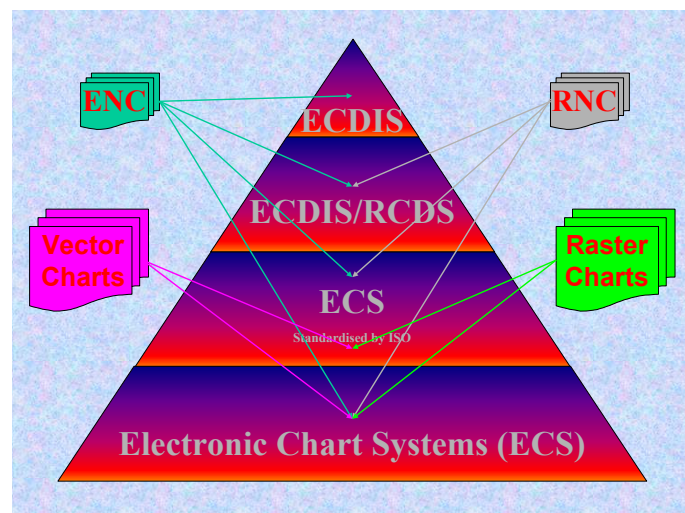 ENC
RNC
ECDIS
ECDIS/RCDS
Vector
Charts
Raster
Charts
ECS
Standardised by ISO
Electronic Chart Systems (ECS)